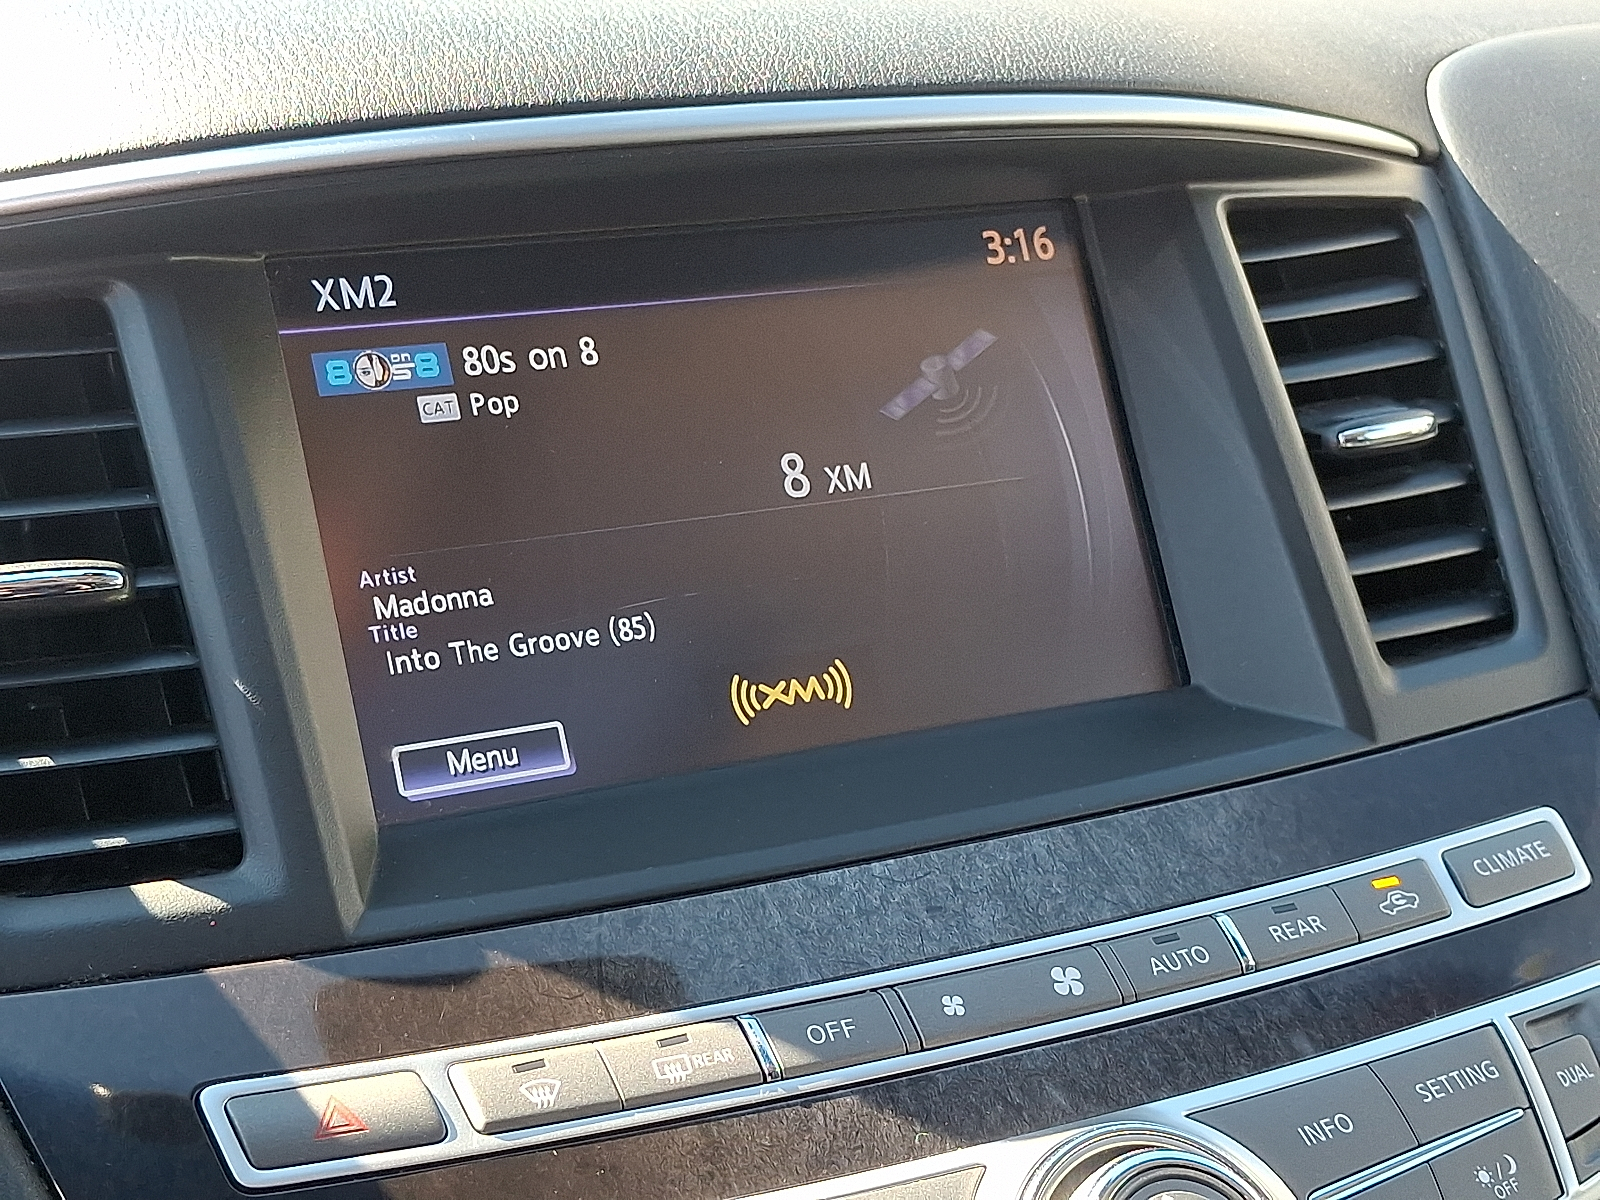 XM2
3:16
8 on 8
80s on 8
CAT Pop
8 XM
Artist
Madonna
Title
Into The Groove (85)
((XM))
Menu
CLIMATE
REAR
AUTO
OFF
REAR
SETTING
DUAL
INFO
OFF